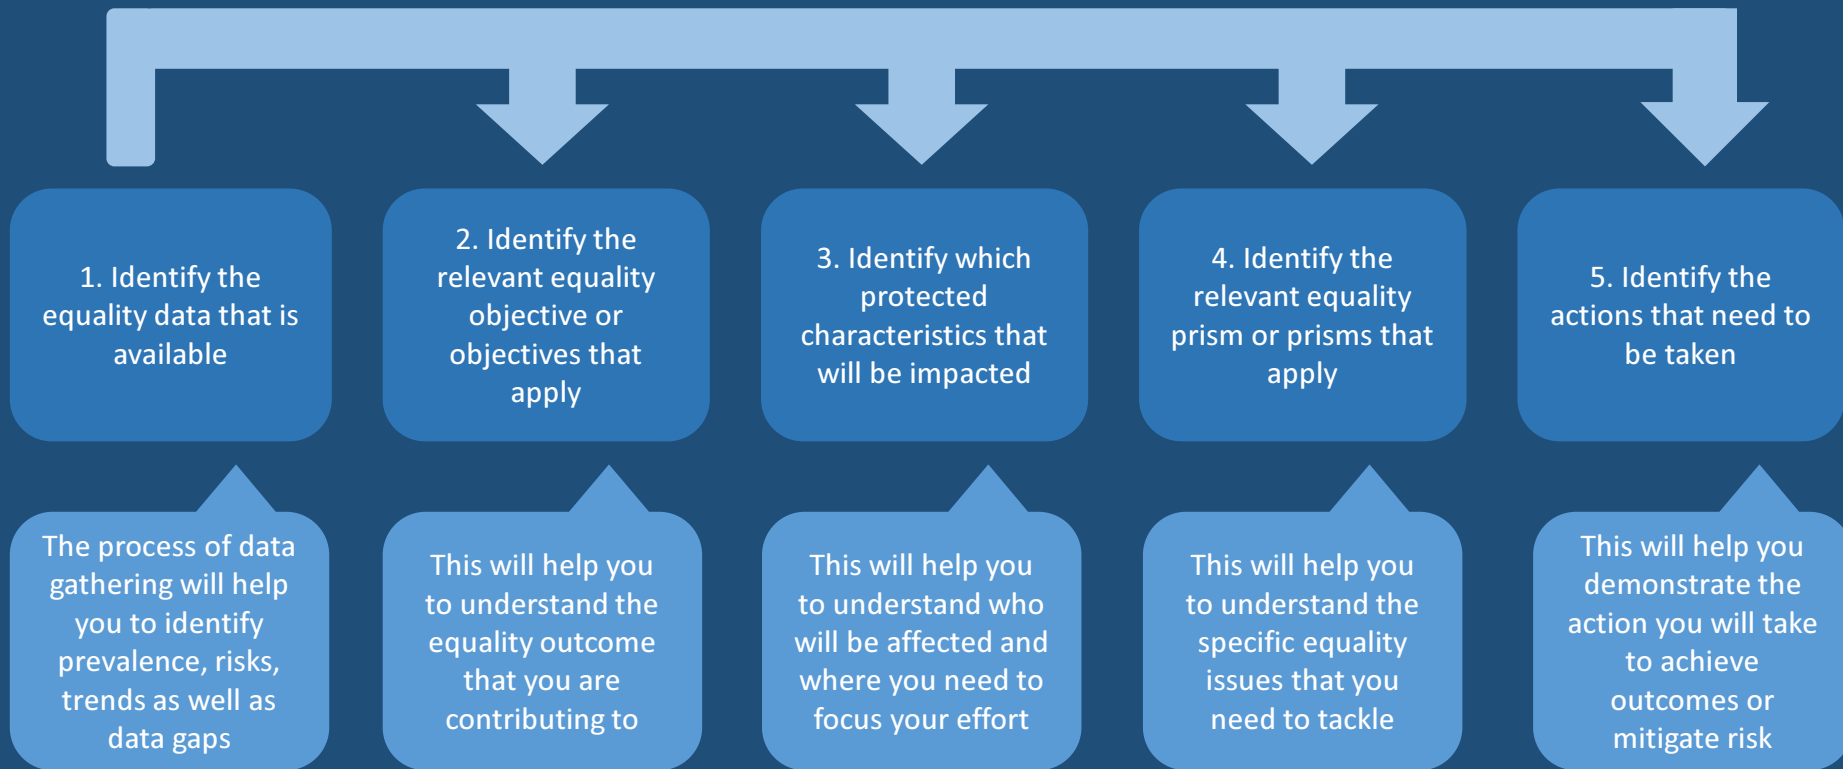 1. Identify the
equality data that is
available
2. Identify the
relevant equality
objective or
objectives that
apply
3. Identify which
protected
characteristics that
will be impacted
4. Identify the
relevant equality
prism or prisms that
apply
5. Identify the
actions that need to
be taken
The process of data
gathering will help
you to identify
prevalence, risks,
trends as well as
data gaps
This will help you
to understand the
equality outcome
that you are
contributing to
This will help you
to understand who
will be affected and
where you need to
focus your effort
This will help you
to understand the
specific equality
issues that you
need to tackle
This will help you
demonstrate the
action you will take
to achieve
outcomes or
mitigate risk